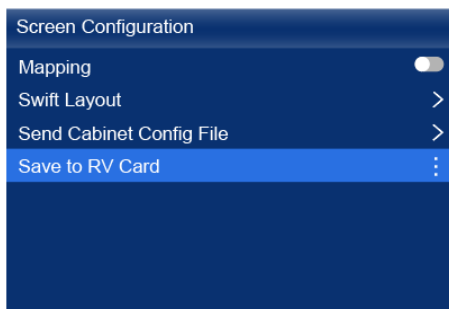 Screen Configuration
Mapping
Swift Layout
Send Cabinet Config File
Save to RV Card